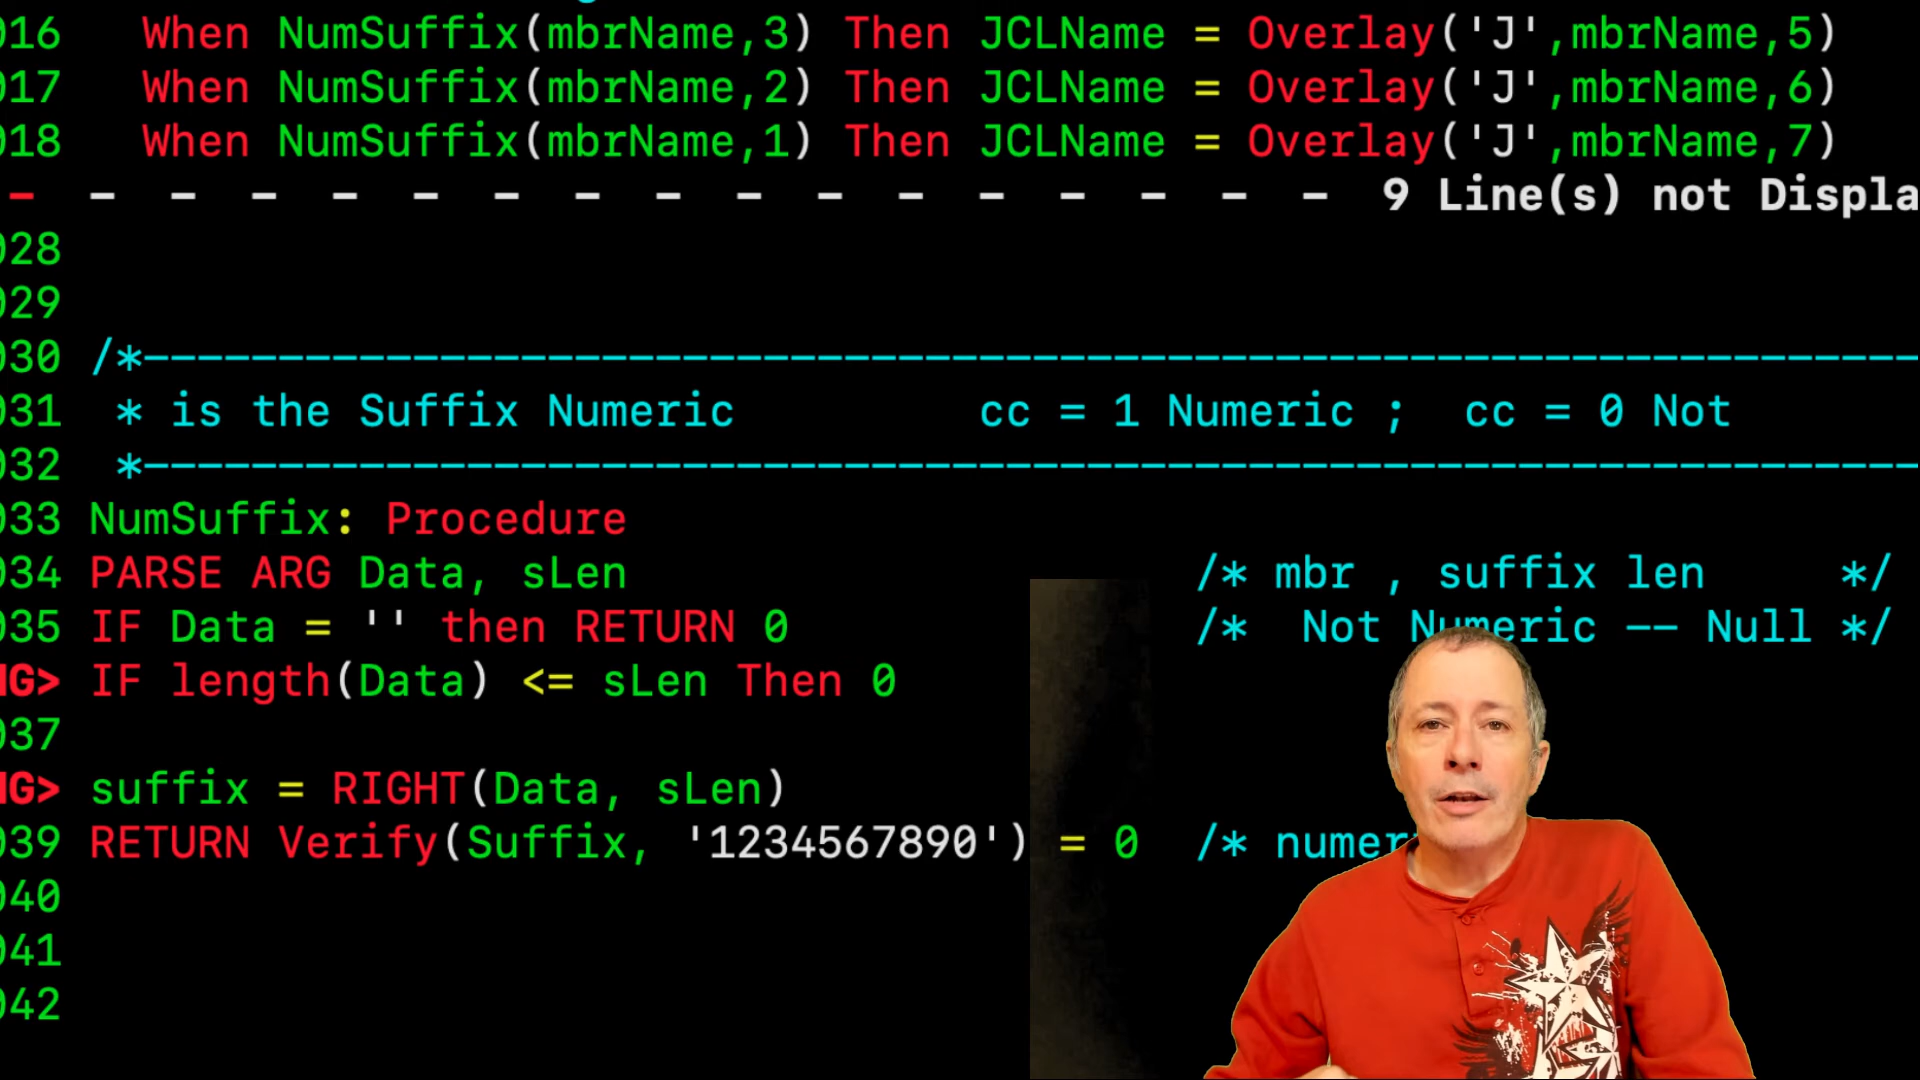 016 When NumSuffix(mbrName,3) Then JCLName = Overlay('J',mbrName,5)
017 When NumSuffix(mbrName,2) Then JCLName = Overlay('J',mbrName,6)
018 When NumSuffix(mbrName,1) Then JCLName = Overlay('J',mbrName,7)
- - - - - - - - - - - - - - - - - 9 Line(s) not Displa
028
029
030 /*--------------------------------------------------------------------
031 * is the Suffix Numeric cc = 1 Numeric ; cc = 0 Not
032 *--------------------------------------------------------------------
033 NumSuffix: Procedure
034 PARSE ARG Data, sLen /* mbr , suffix len */
035 IF Data = '' then RETURN 0 /* Not Numeric -- Null */
G> IF length(Data) <= sLen Then 0
037
G> suffix = RIGHT(Data, sLen)
039 RETURN Verify(Suffix, '1234567890') = 0 /* numer
040
041
042